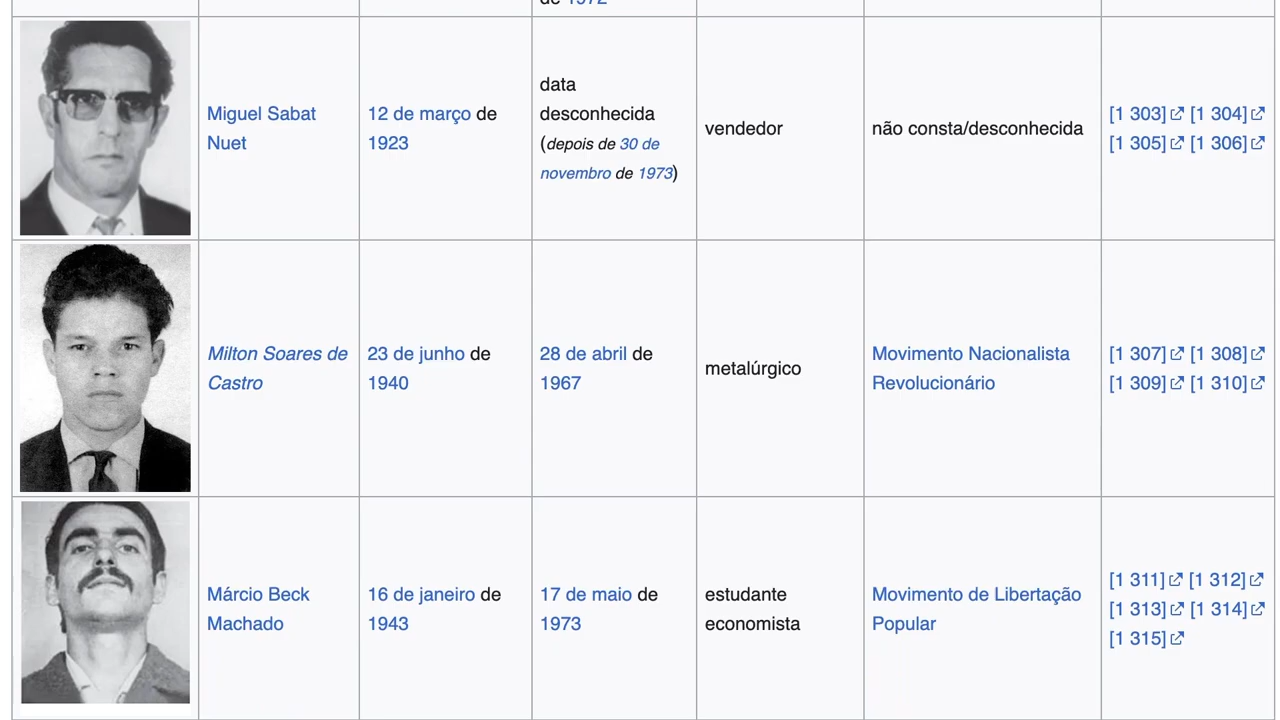 de 1972
Miguel Sabat
Nuet
12 de março de
1923
data
desconhecida
(depois de 30 de
novembro de 1973)
vendedor
não consta/desconhecida
[1 303] [1 304]
[1 305] [1 306]
Milton Soares de
Castro
23 de junho de
1940
28 de abril de
1967
metalúrgico
Movimento Nacionalista
Revolucionário
[1 307] [1 308]
[1 309] [1 310]
Márcio Beck
Machado
16 de janeiro de
1943
17 de maio de
1973
estudante
economista
Movimento de Libertação
Popular
[1 311] [1 312]
[1 313] [1 314]
[1 315]